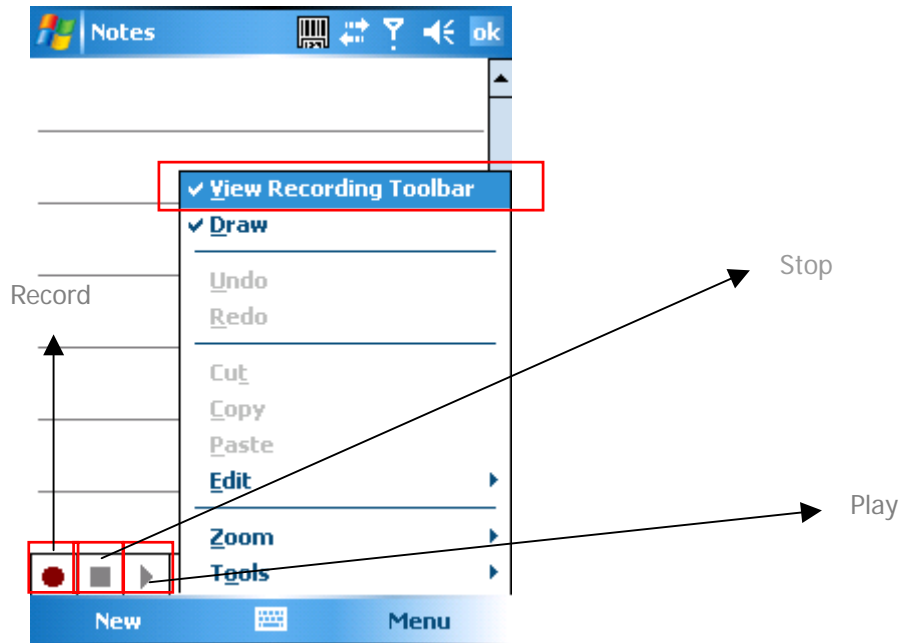 Notes
ok
View Recording Toolbar
Draw
Stop
Undo
Record
Redo
Cut
Copy
Paste
Edit
Play
Zoom
Tools
New
Menu